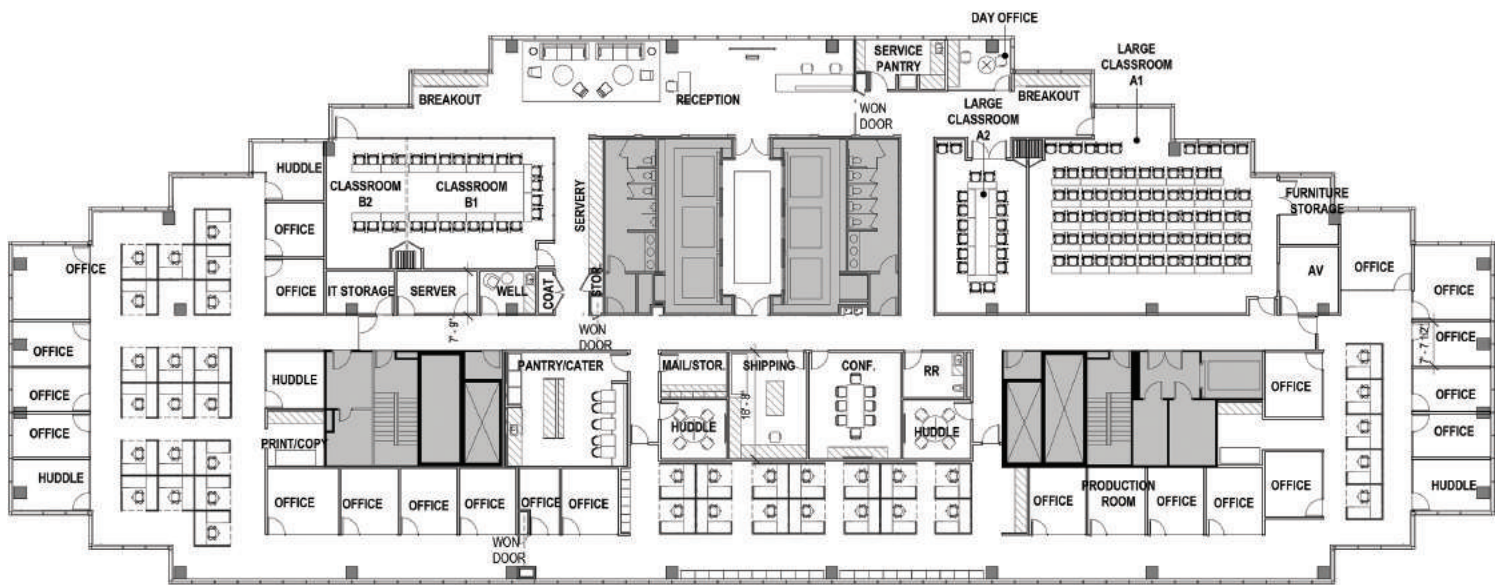 DAY OFFICE
SERVICE
PANTRY
LARGE
CLASSROOM
A1
BREAKOUT
RECEPTION
WON
DOOR
LARGE
CLASSROOM
A2
BREAKOUT
HUDDLE
CLASSROOM
B2
CLASSROOM
B1
SERVERY
FURNITURE
STORAGE
OFFICE
OFFICE
OFFICE
IT STORAGE
SERVER
WELL
COAT
STOR
AV
OFFICE
OFFICE
7' - 9"
WON
DOOR
OFFICE
OFFICE
7' - 7 1/2"
HUDDLE
PANTRY/CATER
MAIL/STOR.
SHIPPING
CONF.
RR
OFFICE
OFFICE
OFFICE
18' - 8"
OFFICE
PRINT/COPY
HUDDLE
HUDDLE
OFFICE
HUDDLE
OFFICE
OFFICE
OFFICE
OFFICE
OFFICE
OFFICE
OFFICE
PRODUCTION
ROOM
OFFICE
OFFICE
OFFICE
HUDDLE
WON
DOOR